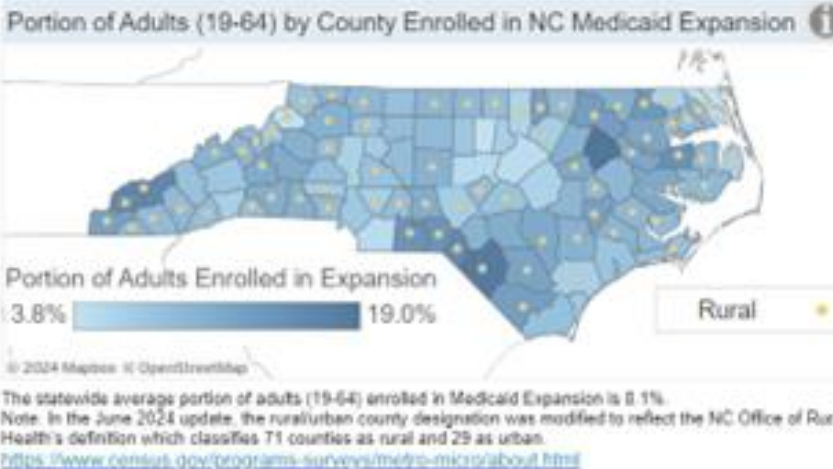 Portion of Adults (19-64) by County Enrolled in NC Medicaid Expansion
Portion of Adults Enrolled in Expansion
3.8% 19.0%
Rural
© 2024 Mapbox © OpenStreetMap
The statewide average portion of adults (19-64) enrolled in Medicaid Expansion is 8.1%.
Note. In the June 2024 update, the rural/urban county designation was modified to reflect the NC Office of Rur
Health's definition which classifies 71 counties as rural and 29 as urban.
https://www.census.gov/programs-surveys/metro-micro/about.html